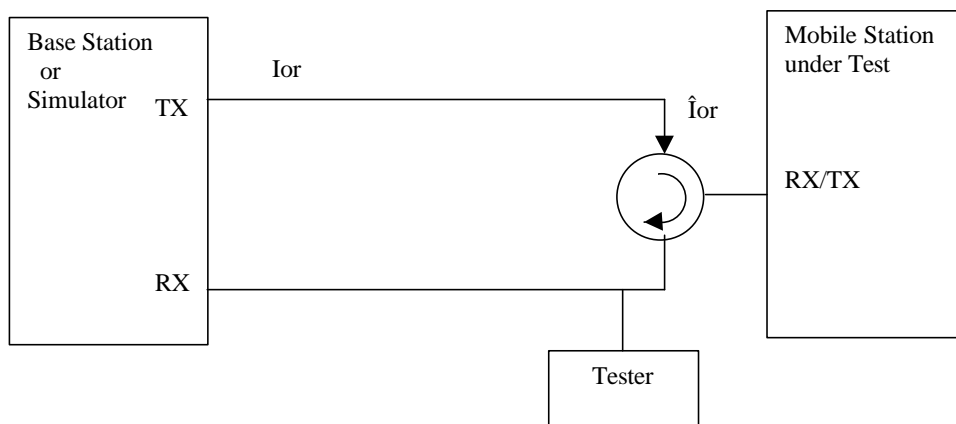 Base Station
or
Simulator
TX
RX
Ior
Îor
Mobile Station
under Test
RX/TX
Tester